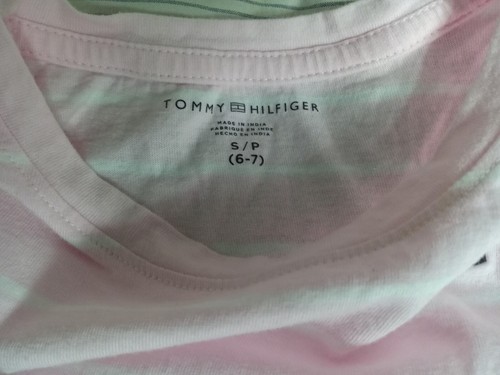 TOMMY HILFIGER
MADE IN INDIA
FABRIQUÉ EN INDE
HECHO EN INDIA
S/P
(6-7)